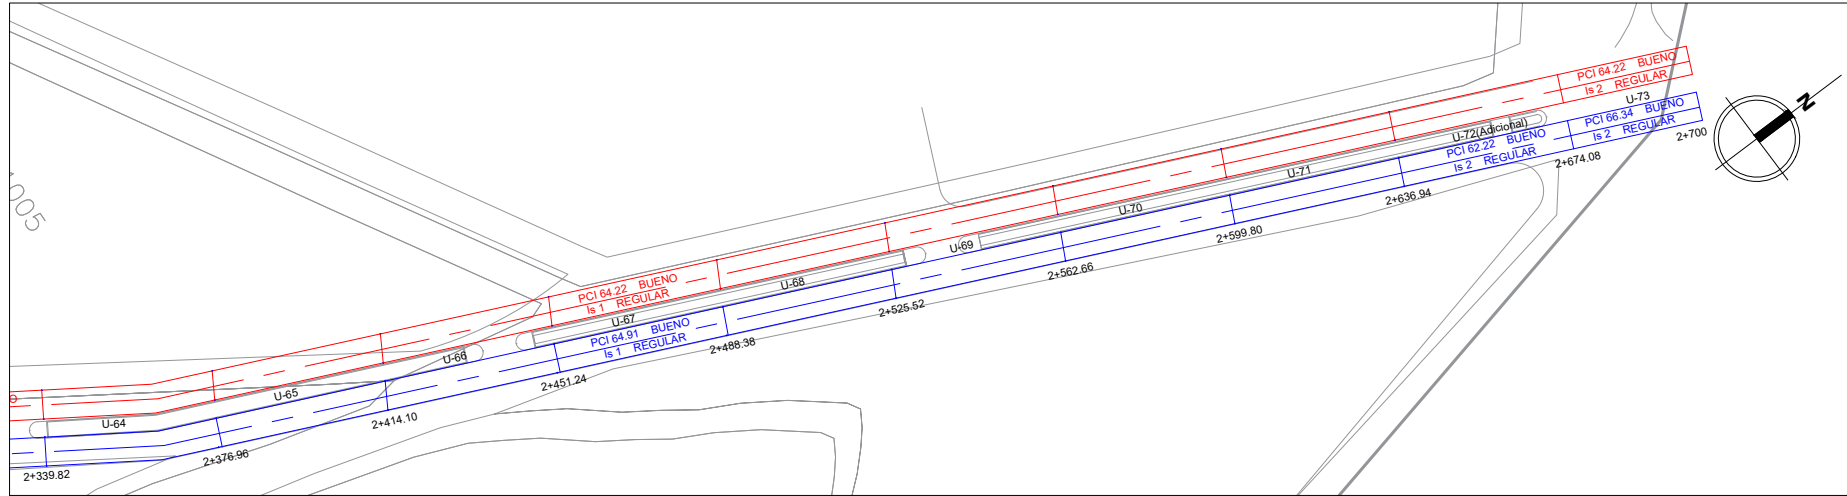 PCI 64.22 BUENO
Is 2 REGULAR
U-73
PCI 66.34 BUENO
Is 2 REGULAR
2+700
N
U-72(Adicional)
PCI 62.22 BUENO
Is 2 REGULAR
2+674.08
U-71
2+636.94
U-70
2+599.80
U-69
2+562.66
005
PCI 64.22 BUENO
Is 1 REGULAR
U-68
2+525.52
U-67
PCI 64.91 BUENO
Is 1 REGULAR
2+488.38
U-66
2+451.24
U-65
2+414.10
O
U-64
2+376.96
2+339.82